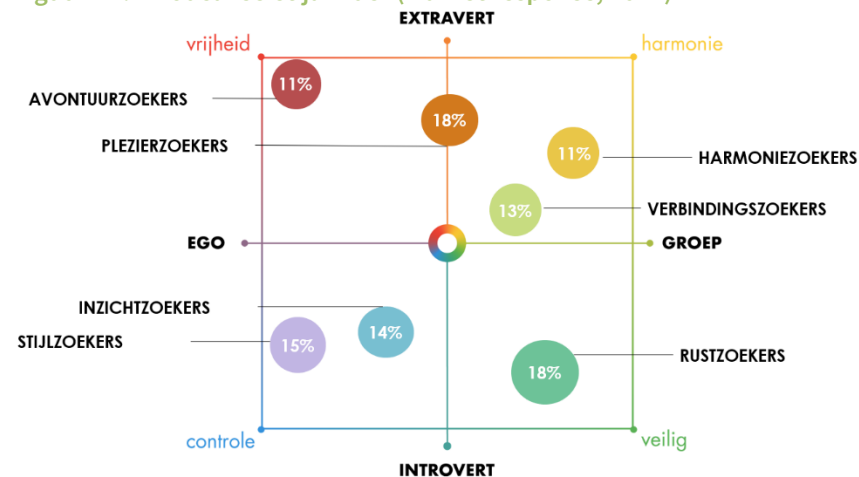 EXTRAVERT
vrijheid
harmonie
11%
AVONTUURZOEKERS
18%
PLEZIERZOEKERS
11%
HARMONIEZOEKERS
13%
VERBINDINGSZOEKERS
EGO
GROEP
INZICHTZOEKERS
14%
STIJLZOEKERS
15%
RUSTZOEKERS
18%
controle
veilig
INTROVERT